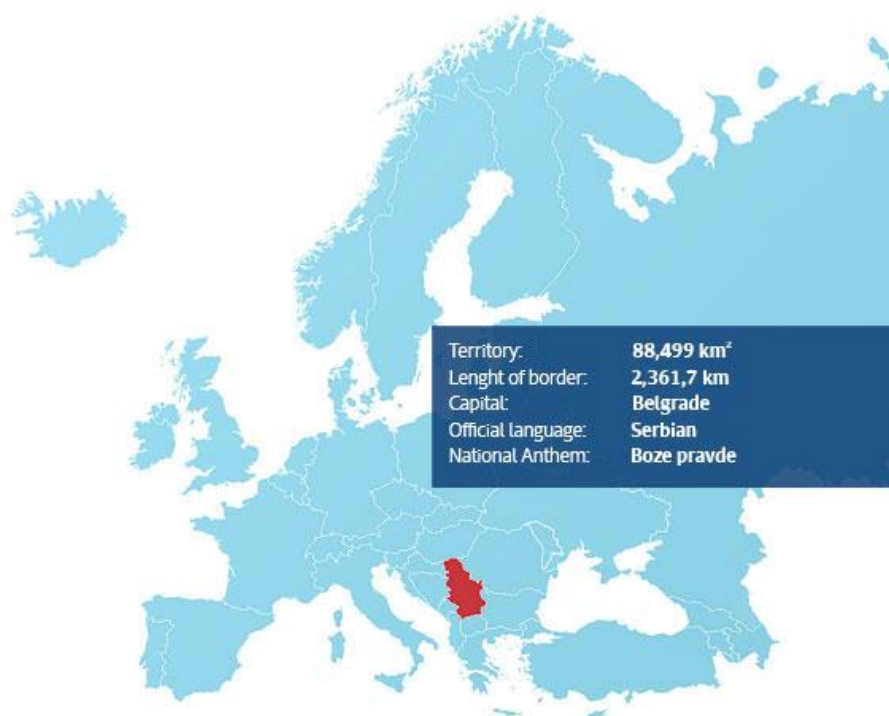 Territory: 88,499 km²
Lenght of border: 2,361,7 km
Capital: Belgrade
Official language: Serbian
National Anthem: Boze pravde